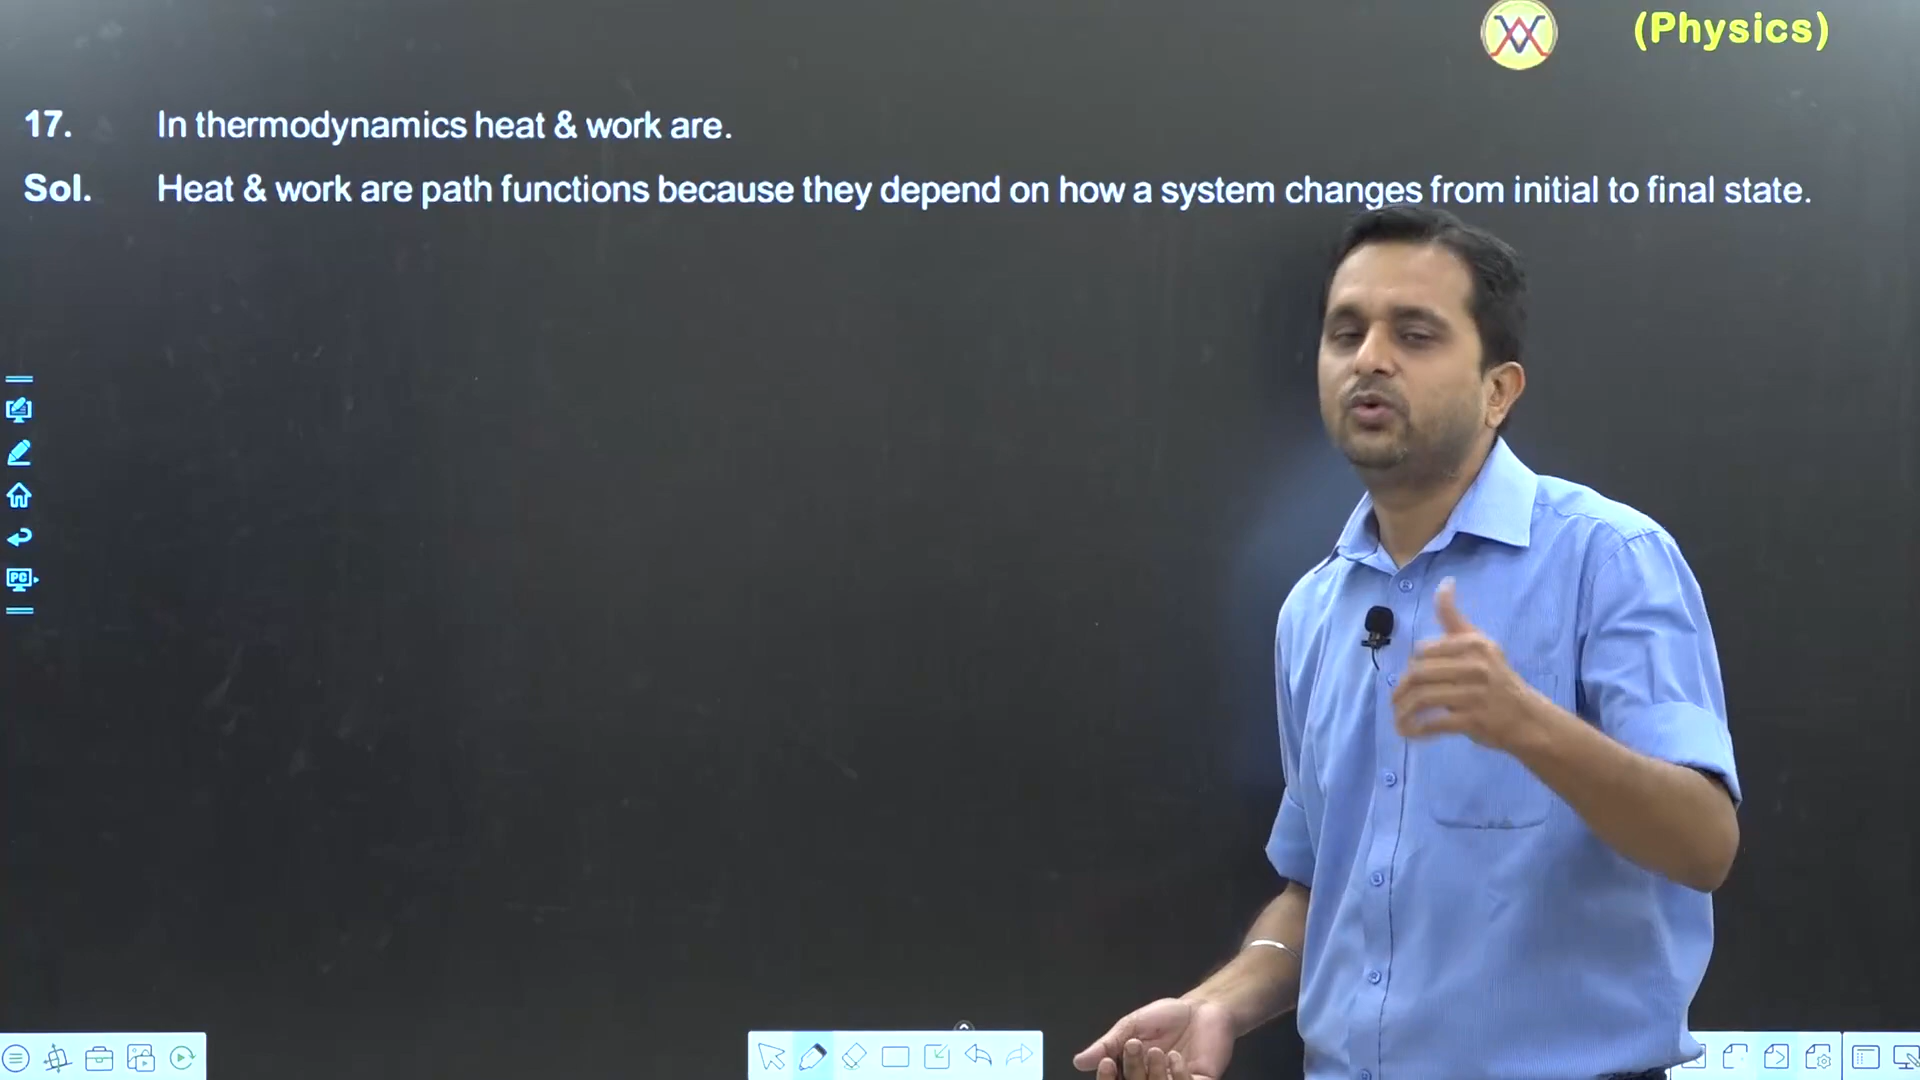 (Physics)
17. In thermodynamics heat & work are.
Sol. Heat & work are path functions because they depend on how a system changes from initial to final state.
PC